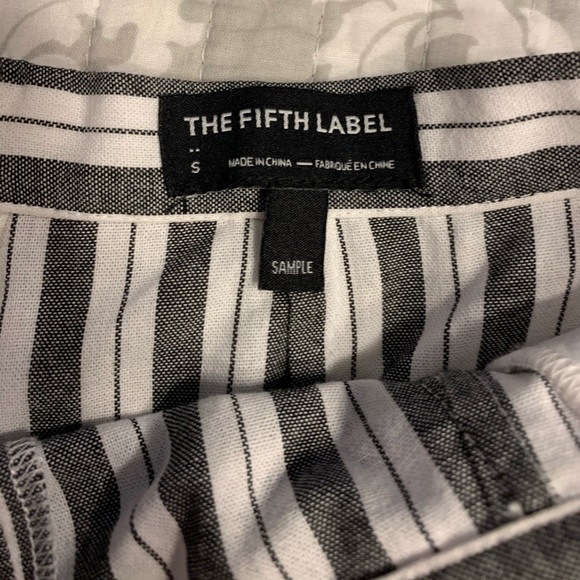 THE FIFTH LABEL
S
MADE IN CHINA — FABRIQUÉ EN CHINE
SAMPLE